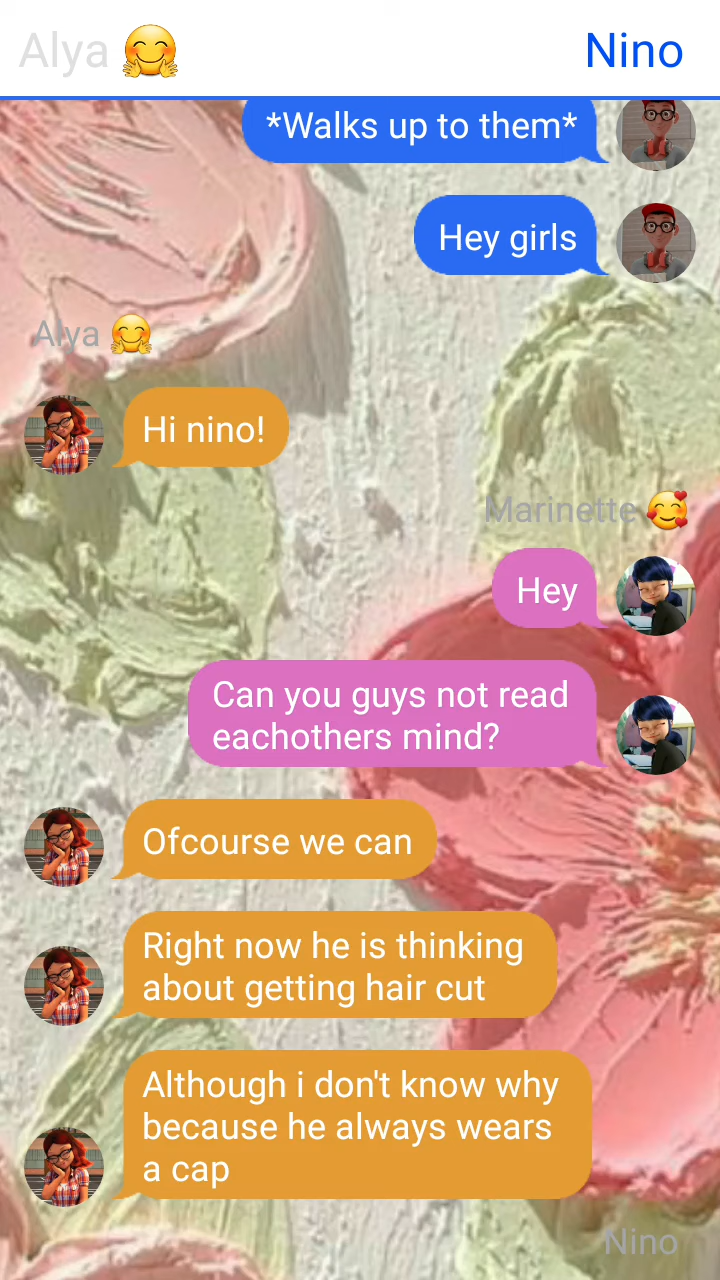 Alya 🤗 Nino
*Walks up to them*
Hey girls
Alya 🤗
Hi nino!
Marinette 🥰
Hey
Can you guys not read
eachothers mind?
Ofcourse we can
Right now he is thinking
about getting hair cut
Although i don't know why
because he always wears
a cap
Nino